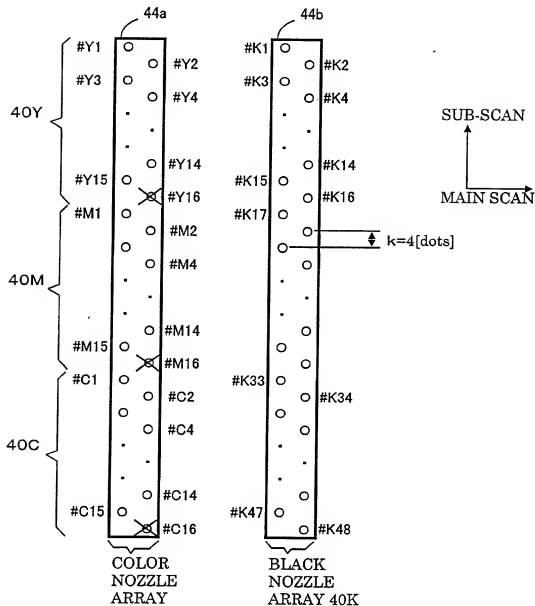 44a
44b
#Y1
#Y2
#Y3
#Y4
40Y
#Y14
#Y15
#Y16
#M1
#M2
#M4
40M
#M14
#M15
#M16
#C1
#C2
#C4
40C
#C14
#C15
#C16
COLOR
NOZZLE
ARRAY
#K1
#K2
#K3
#K4
#K14
#K15
#K16
#K17
k=4[dots]
#K33
#K34
#K47
#K48
BLACK
NOZZLE
ARRAY 40K
SUB-SCAN
MAIN SCAN